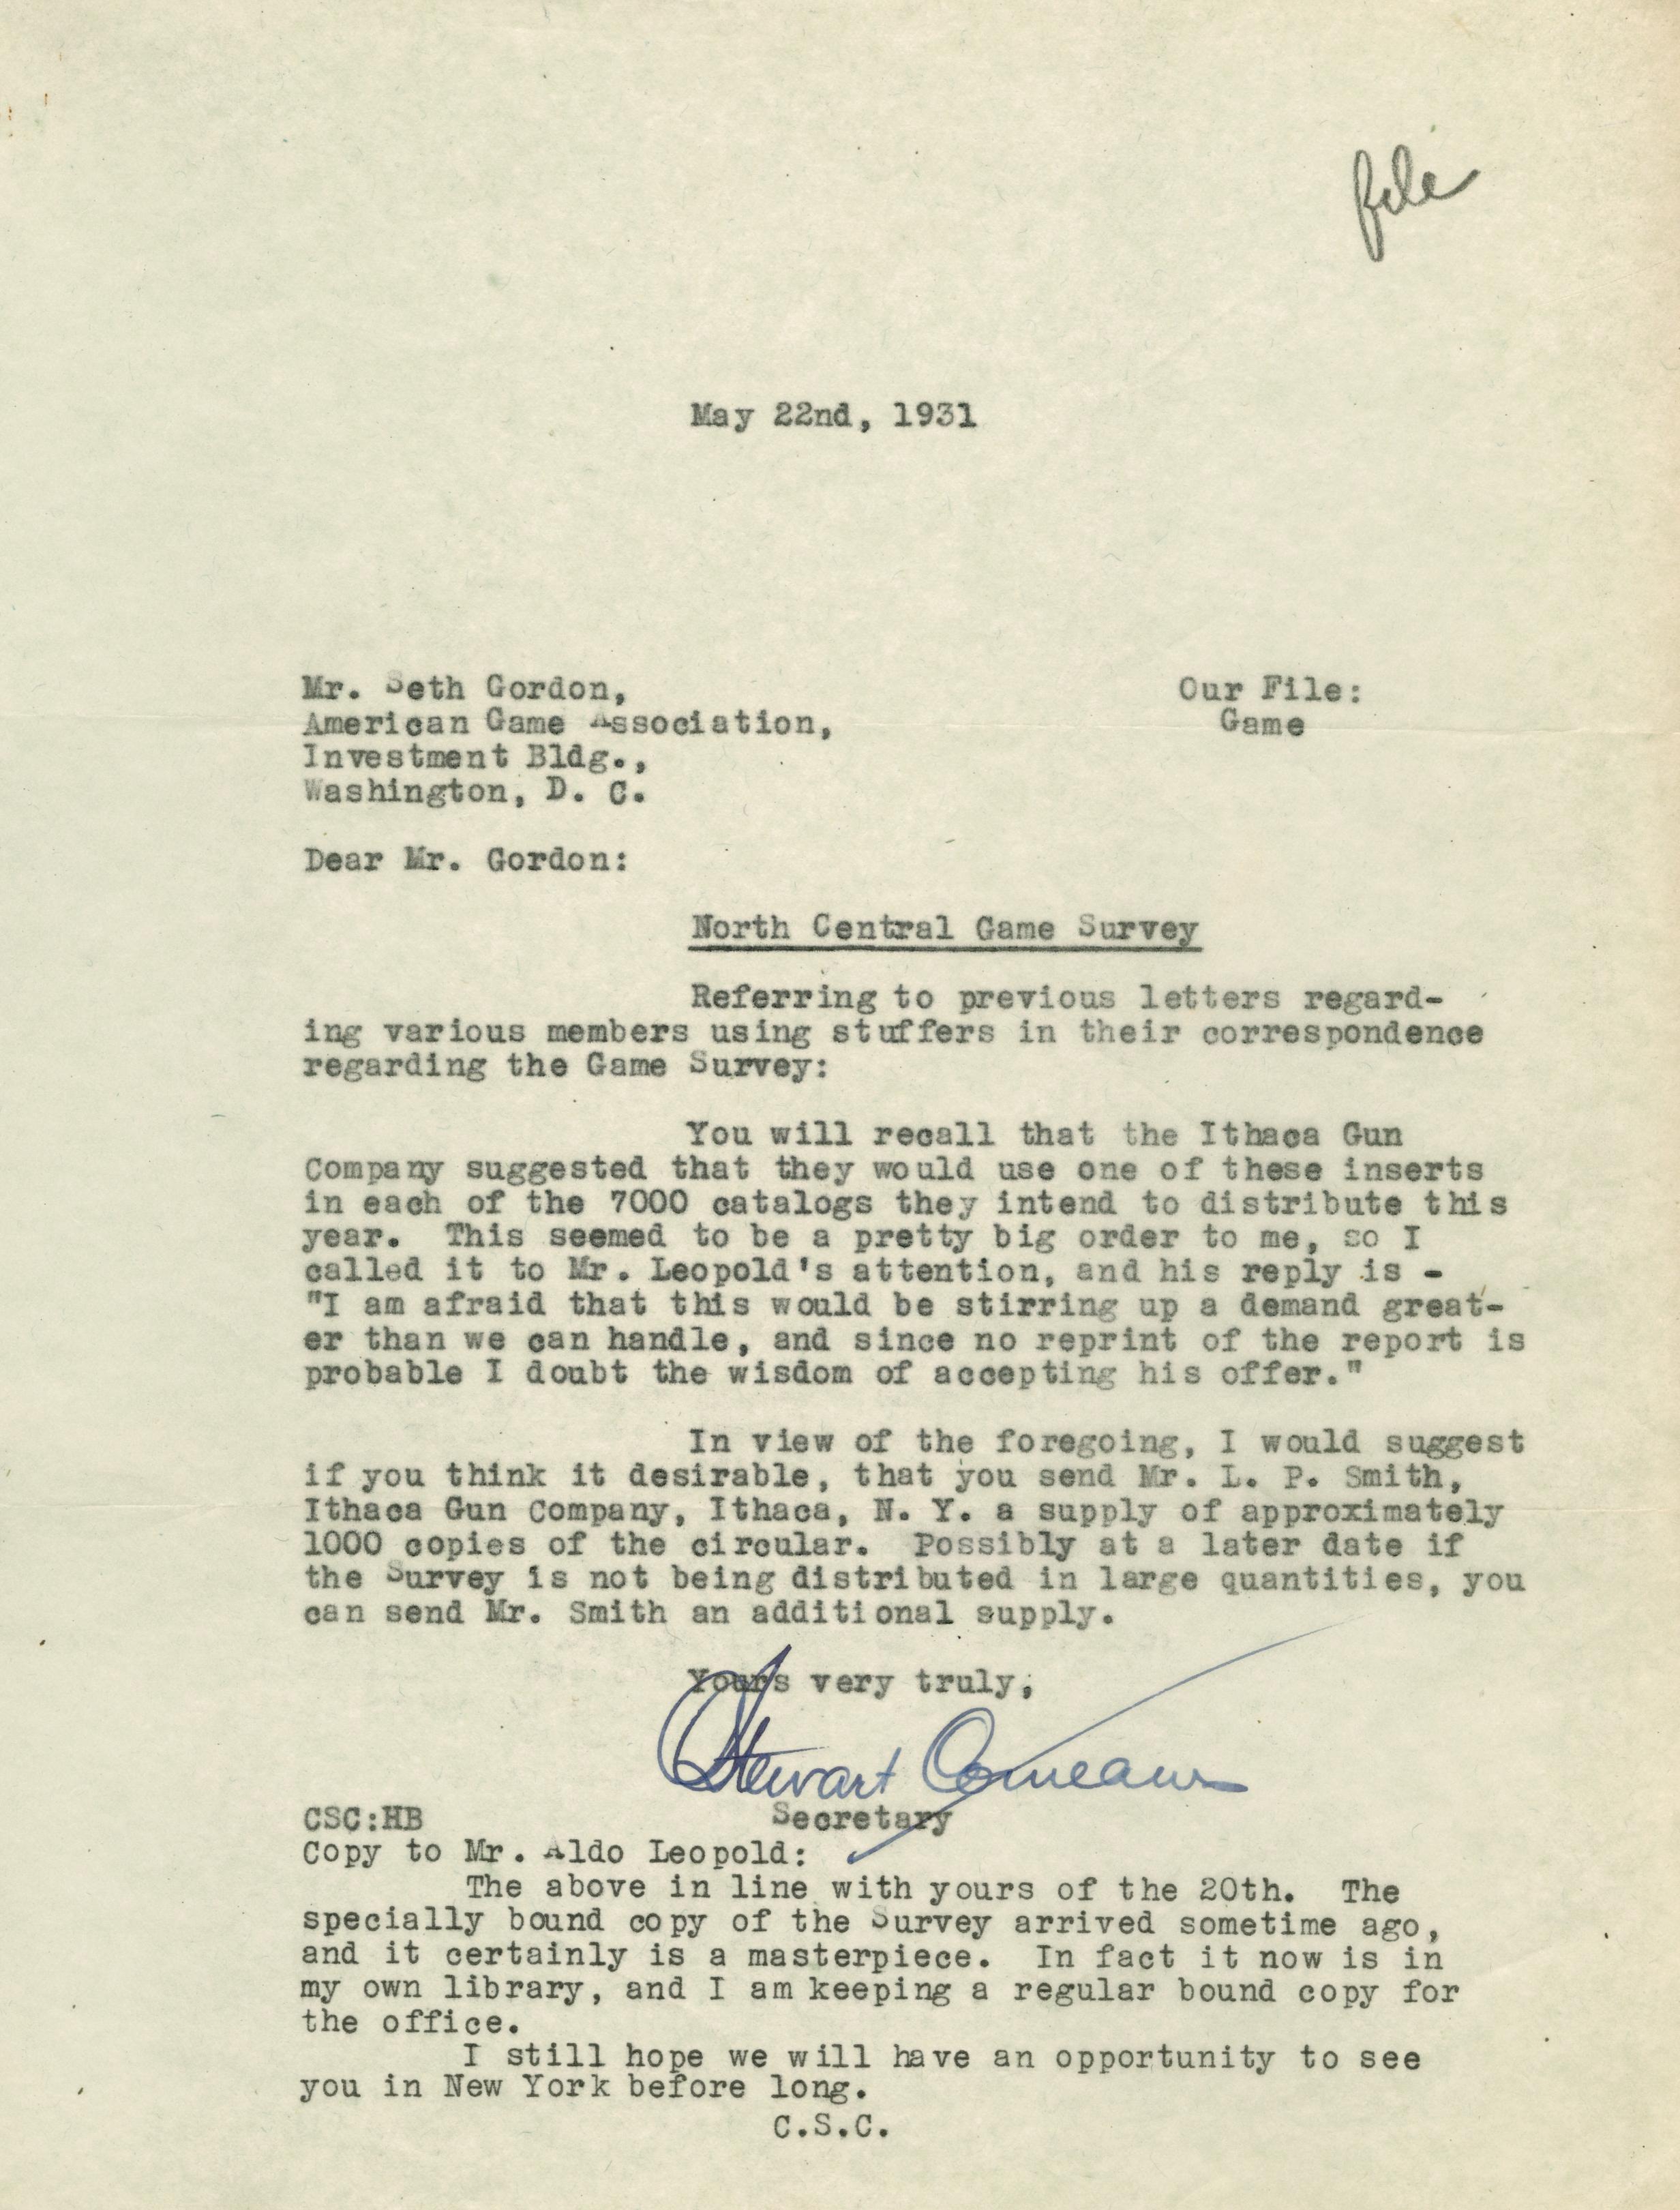 file
May 22nd, 1931
Mr. Seth Gordon,
Our File:
American Game Association,
Game
Investment Bldg.,
Washington, D. C.
Dear Mr. Gordon:
North Central Game Survey
Referring to previous letters regard-
ing various members using stuffers in their correspondence
regarding the Game Survey:
You will recall that the Ithaca Gun
Company suggested that they would use one of these inserts
in each of the 7000 catalogs they intend to distribute this
year. This seemed to be a pretty big order to me, so I
called it to Mr. Leopold's attention, and his reply is -
"I am afraid that this would be stirring up a demand great-
er than we can handle, and since no reprint of the report is
probable I doubt the wisdom of accepting his offer."
In view of the foregoing, I would suggest
if you think it desirable, that you send Mr. L. P. Smith,
Ithaca Gun Company, Ithaca, N. Y. a supply of approximately
1000 copies of the circular. Possibly at a later date if
the Survey is not being distributed in large quantities, you
can send Mr. Smith an additional supply.
Yours very truly,
Stewart Comeaux
CSC:HB
Secretary
Copy to Mr. Aldo Leopold:
The above in line with yours of the 20th. The
specially bound copy of the Survey arrived sometime ago,
and it certainly is a masterpiece. In fact it now is in
my own library, and I am keeping a regular bound copy for
the office.
I still hope we will have an opportunity to see
you in New York before long.
C.S.C.